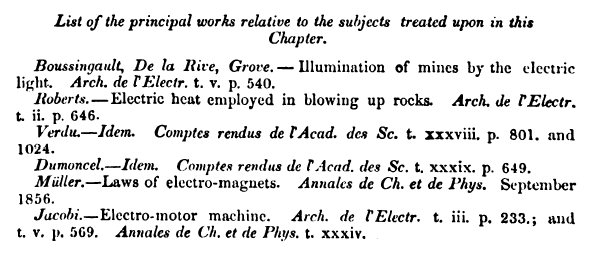 List of the principal works relative to the subjects treated upon in this
Chapter.
Boussingault, De la Rive, Grove.—Illumination of mines by the electric
light. Arch. de l'Electr. t. v. p. 540.
Roberts.—Electric heat employed in blowing up rocks. Arch. de l'Electr.
t. ii. p. 646.
Verdu.—Idem. Comptes rendus de l'Acad. des Sc. t. xxxviii. p. 801. and
1024.
Dumoncel.—Idem. Comptes rendus de l'Acad. des Sc. t. xxxix. p. 649.
Müller.—Laws of electro-magnets. Annales de Ch. et de Phys. September
1856.
Jacobi.—Electro-motor machine. Arch. de l'Electr. t. iii. p. 233.; and
t. v. p. 569. Annales de Ch. et de Phys. t. xxxiv.